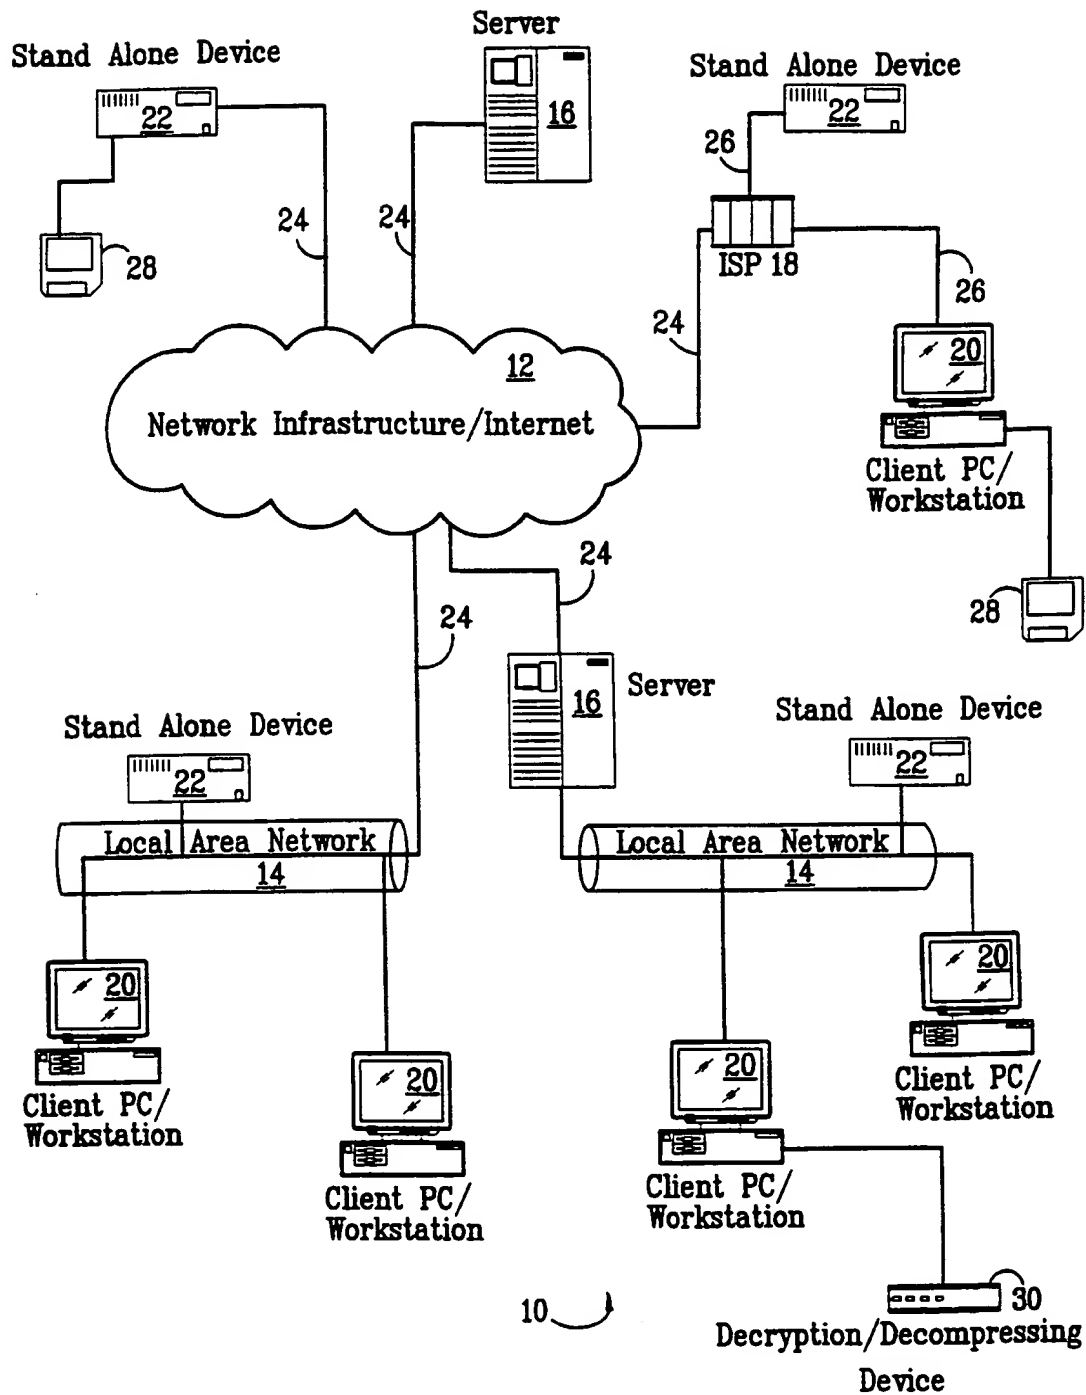 Server
Stand Alone Device
22
16
Stand Alone Device
22
26
24
24
28
ISP 18
26
24
12
Network Infrastructure/Internet
20
Client PC/
Workstation
24
24
28
16
Server
Stand Alone Device
22
Stand Alone Device
22
Local Area Network
14
Local Area Network
14
20
Client PC/
Workstation
20
Client PC/
Workstation
20
Client PC/
Workstation
20
Client PC/
Workstation
10
30
Decryption/Decompressing
Device